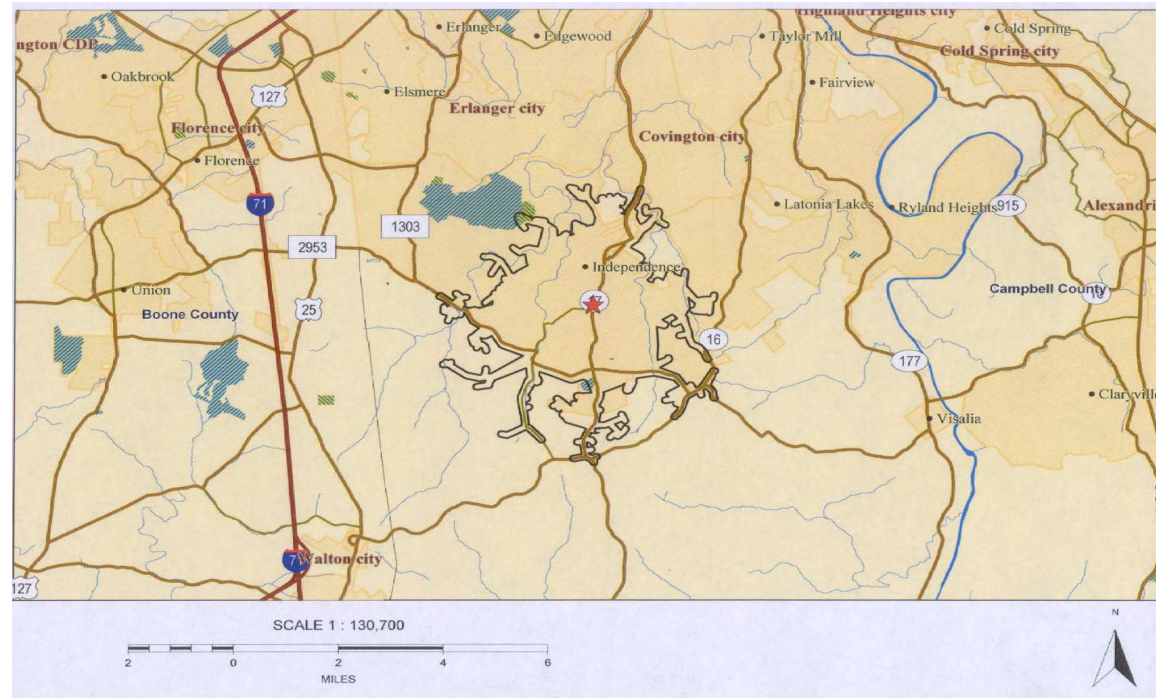 Highland Heights city
Erlanger
Edgewood
Taylor Mill
Cold Spring
ngton CDP
Cold Spring city
Oakbrook
Elsmere
Fairview
127
Erlanger city
Florence city
Covington city
Florence
71
Latonia Lakes
Ryland Heights
915
Alexandri
1303
2953
Independence
Union
Boone County
25
Campbell County
16
177
Claryville
Visalia
Walton city
127
SCALE 1 : 130,700
2 0 2 4 6
MILES
N